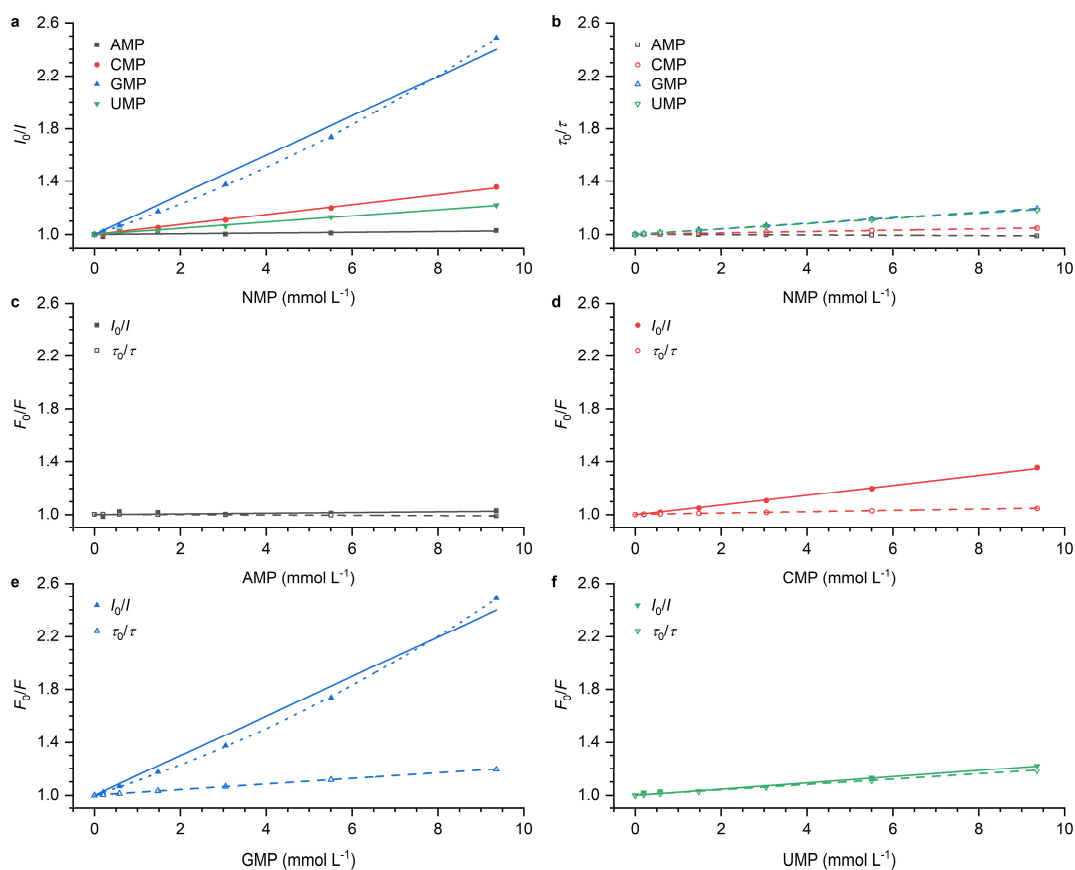 a
2.6
2.2
1.8
1.4
1.0
I₀/I
AMP
CMP
GMP
UMP
0 2 4 6 8 10
NMP (mmol L⁻¹)
b
2.6
2.2
1.8
1.4
1.0
τ₀/τ
AMP
CMP
GMP
UMP
0 2 4 6 8 10
NMP (mmol L⁻¹)
c
2.6
2.2
1.8
1.4
1.0
F₀/F
I₀/I
τ₀/τ
0 2 4 6 8 10
AMP (mmol L⁻¹)
d
2.6
2.2
1.8
1.4
1.0
F₀/F
I₀/I
τ₀/τ
0 2 4 6 8 10
CMP (mmol L⁻¹)
e
2.6
2.2
1.8
1.4
1.0
F₀/F
I₀/I
τ₀/τ
0 2 4 6 8 10
GMP (mmol L⁻¹)
f
2.6
2.2
1.8
1.4
1.0
F₀/F
I₀/I
τ₀/τ
0 2 4 6 8 10
UMP (mmol L⁻¹)